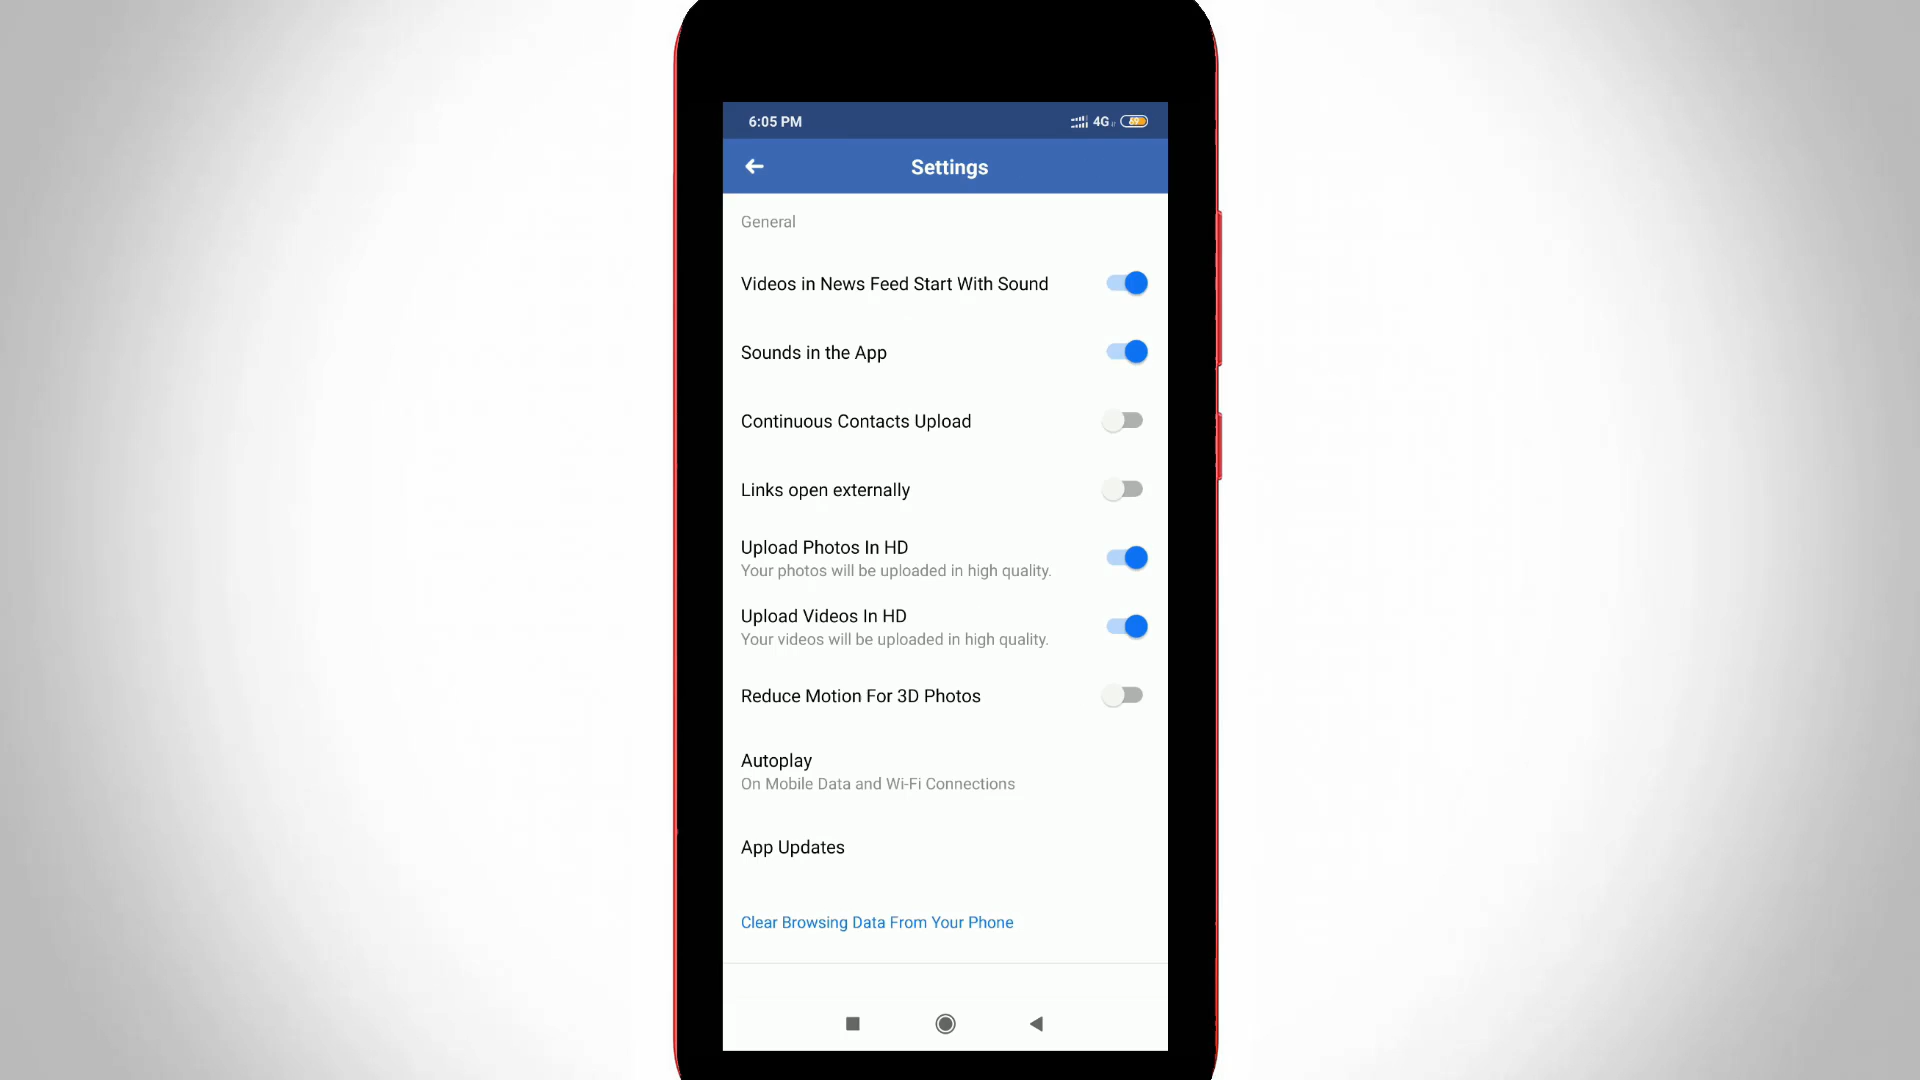 6:05 PM
4G
69
Settings
General
Videos in News Feed Start With Sound
Sounds in the App
Continuous Contacts Upload
Links open externally
Upload Photos In HD
Your photos will be uploaded in high quality.
Upload Videos In HD
Your videos will be uploaded in high quality.
Reduce Motion For 3D Photos
Autoplay
On Mobile Data and Wi-Fi Connections
App Updates
Clear Browsing Data From Your Phone